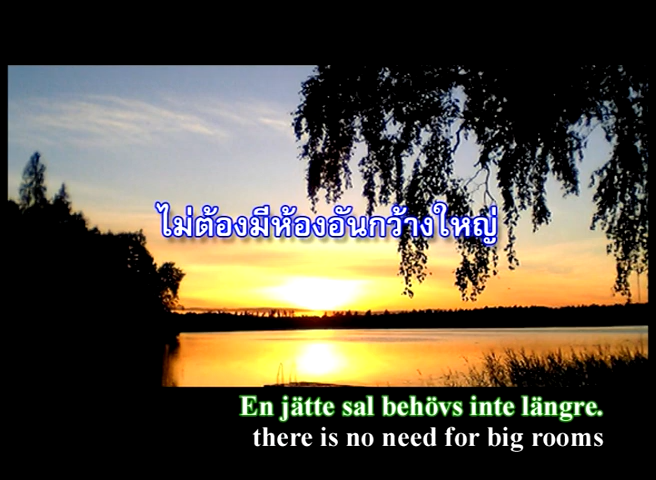 ไม่ต้องมีห้องอันกว้างใหญ่
En jätte sal behövs inte längre.
there is no need for big rooms